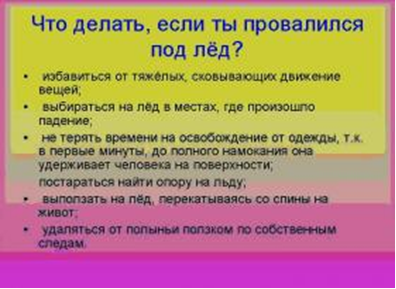 Что делать, если ты провалился
под лёд?
• избавиться от тяжёлых, сковывающих движение
вещей;
• выбираться на лёд в местах, где произошло
падение;
• не терять времени на освобождение от одежды, т.к.
в первые минуты, до полного намокания она
удерживает человека на поверхности;
постараться найти опору на льду;
• выползать на лёд, перекатываясь со спины на
живот;
• удаляться от полыньи ползком по собственным
следам.